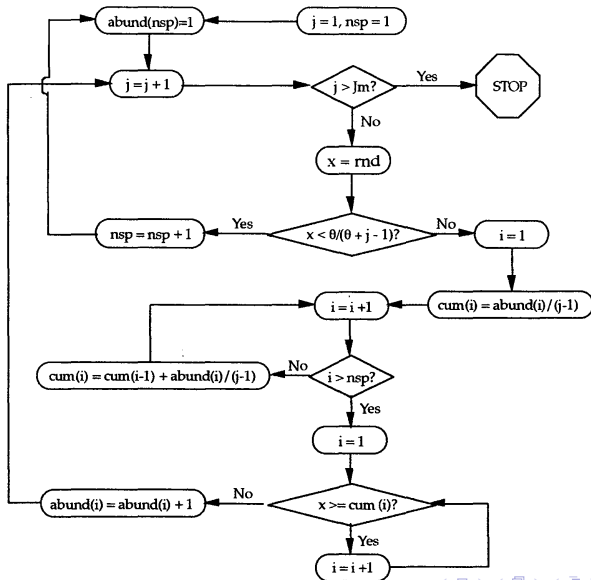 abund(nsp)=1
j = 1, nsp = 1
j = j + 1
j > Jm?
Yes
STOP
No
x = rnd
nsp = nsp + 1
Yes
x < θ/(θ + j - 1)?
No
i = 1
i = i +1
cum(i) = abund(i)/(j-1)
cum(i) = cum(i-1) + abund(i)/(j-1)
No
i > nsp?
Yes
i = 1
abund(i) = abund(i) + 1
No
x >= cum (i)?
Yes
i = i +1